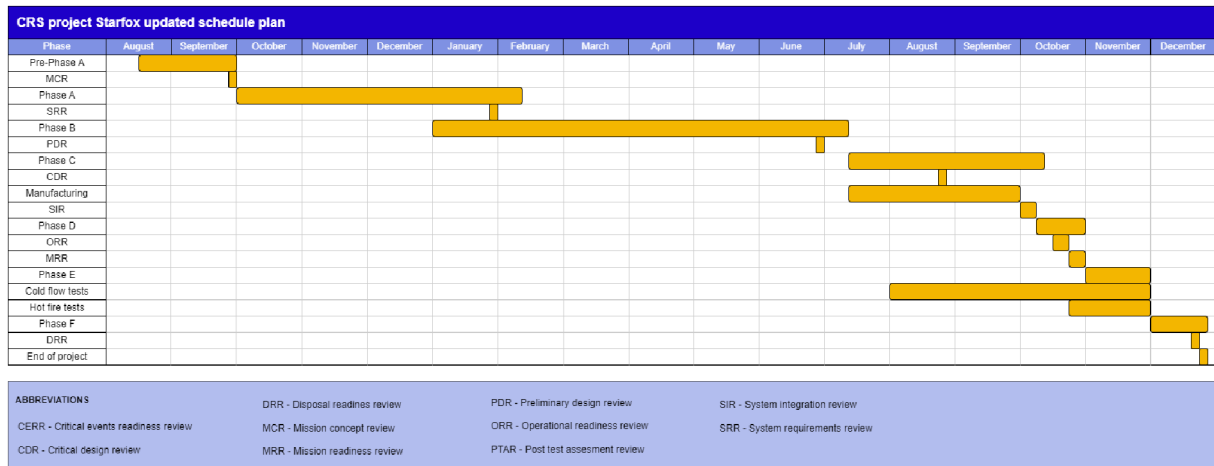 CRS project Starfox updated schedule plan
Phase August September October November December January February March April May June July August September October November December
Pre-Phase A
MCR
Phase A
SRR
Phase B
PDR
Phase C
CDR
Manufacturing
SIR
Phase D
ORR
MRR
Phase E
Cold flow tests
Hot fire tests
Phase F
DRR
End of project
ABBREVIATIONS
CERR - Critical events readiness review
CDR - Critical design review
DRR - Disposal readines review
MCR - Mission concept review
MRR - Mission readiness review
PDR - Preliminary design review
ORR - Operational readiness review
PTAR - Post test assesment review
SIR - System integration review
SRR - System requirements review